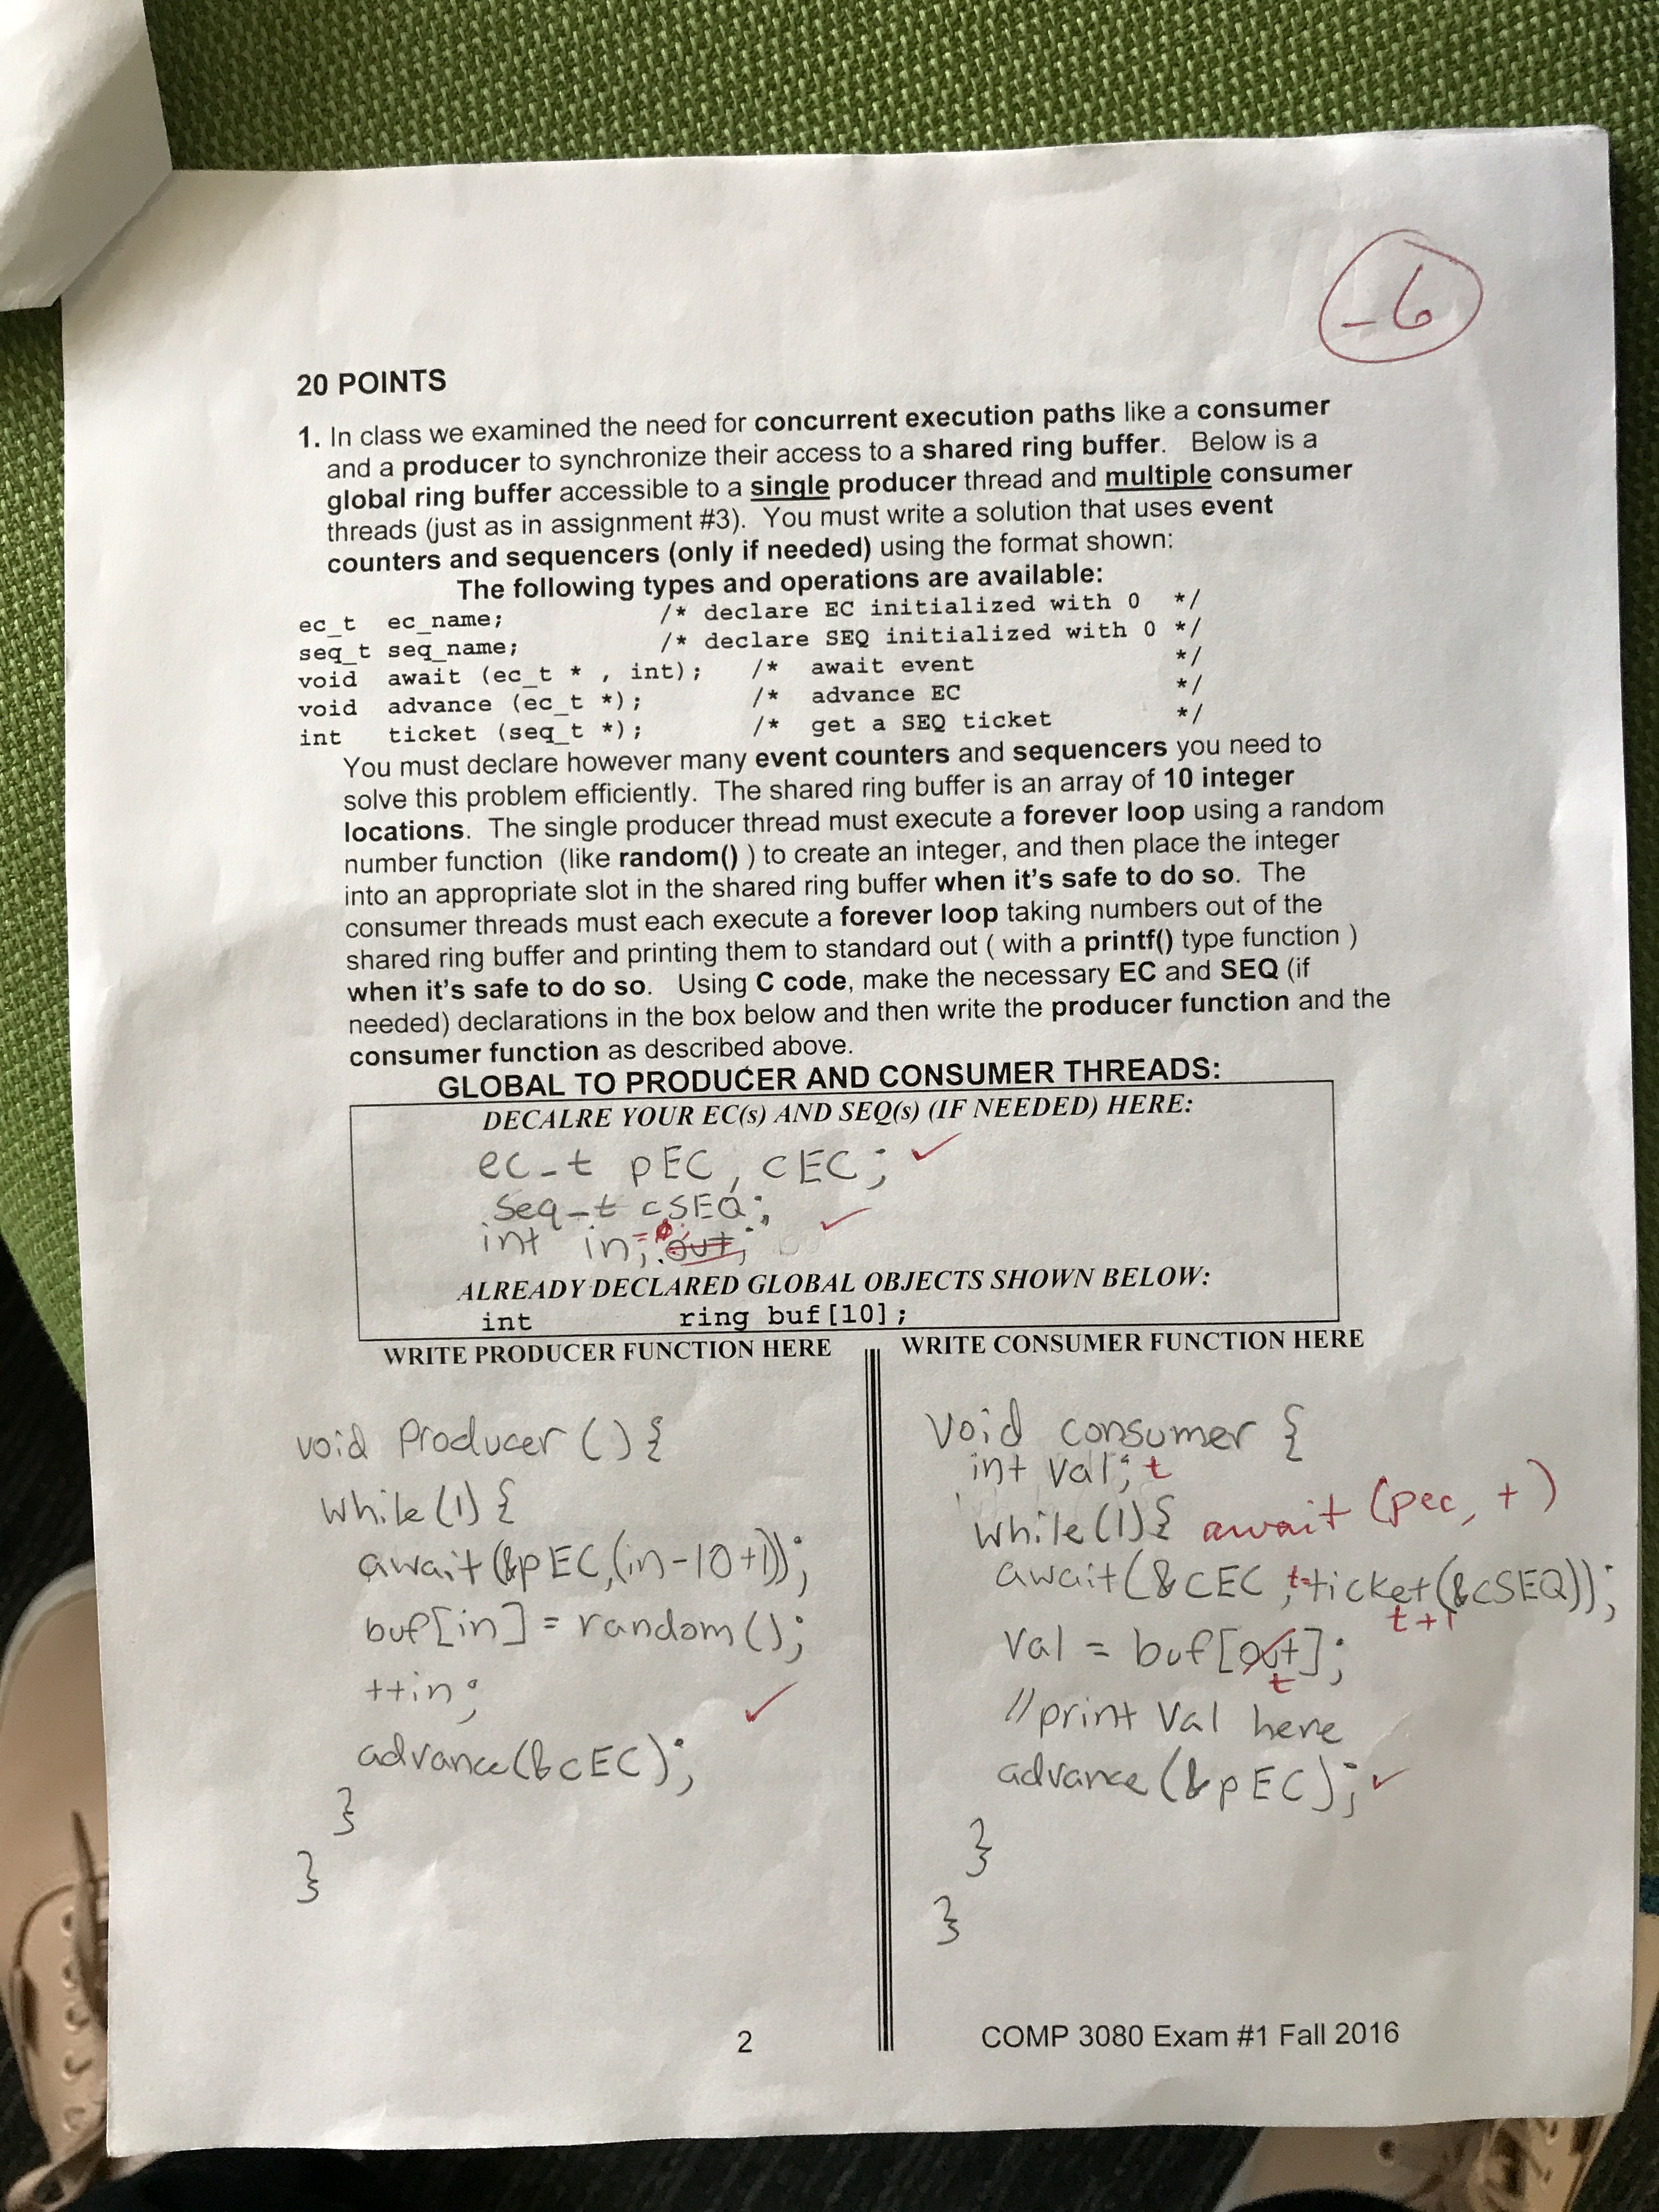 -6
20 POINTS
1. In class we examined the need for concurrent execution paths like a consumer
and a producer to synchronize their access to a shared ring buffer. Below is a
global ring buffer accessible to a single producer thread and multiple consumer
threads (just as in assignment #3). You must write a solution that uses event
counters and sequencers (only if needed) using the format shown:
The following types and operations are available:
ec_t ec_name; /* declare EC initialized with 0 */
seq_t seq_name; /* declare SEQ initialized with 0 */
void await (ec_t * , int); /* await event */
void advance (ec_t *); /* advance EC */
int ticket (seq_t *); /* get a SEQ ticket */
You must declare however many event counters and sequencers you need to
solve this problem efficiently. The shared ring buffer is an array of 10 integer
locations. The single producer thread must execute a forever loop using a random
number function (like random() ) to create an integer, and then place the integer
into an appropriate slot in the shared ring buffer when it's safe to do so. The
consumer threads must each execute a forever loop taking numbers out of the
shared ring buffer and printing them to standard out ( with a printf() type function )
when it's safe to do so. Using C code, make the necessary EC and SEQ (if
needed) declarations in the box below and then write the producer function and the
consumer function as described above.
GLOBAL TO PRODUCER AND CONSUMER THREADS:
DECALRE YOUR EC(s) AND SEQ(s) (IF NEEDED) HERE:
ec_t pEC, cEC; ✓
seq_t cSEQ;
int in; =0 out; ✓
ALREADY DECLARED GLOBAL OBJECTS SHOWN BELOW:
int ring buf[10];
WRITE PRODUCER FUNCTION HERE
void Producer () {
while(1) {
await(&pEC,(in-10+1));
buf[in] = random();
++in;
✓
advance(&cEC);
}
}
WRITE CONSUMER FUNCTION HERE
Void consumer {
int val; t
while(1){ await (pec, t)
await(&cEC, t=ticket(&cSEQ));
t+1
val = buf[out];
t
//print val here
advance(&pEC); ✓
}
}
2
COMP 3080 Exam #1 Fall 2016